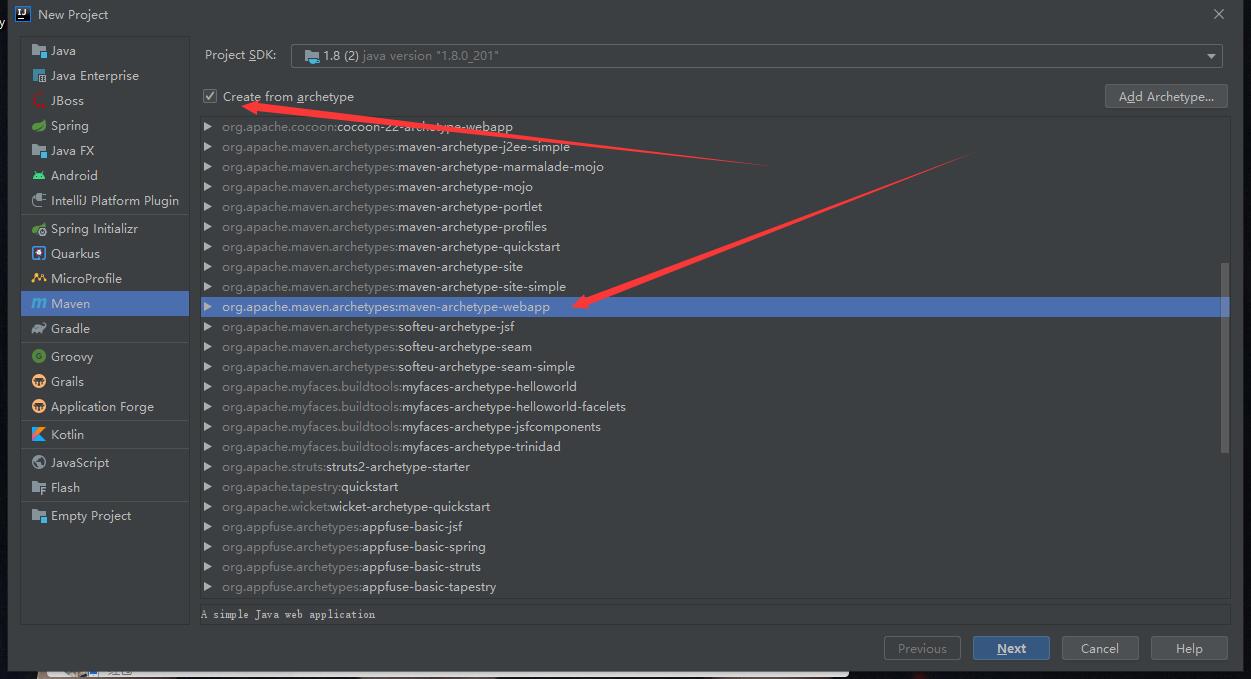 y
New Project
Java
Java Enterprise
JBoss
Spring
Java FX
Android
IntelliJ Platform Plugin
Spring Initializr
Quarkus
MicroProfile
Maven
Gradle
Groovy
Grails
Application Forge
Kotlin
JavaScript
Flash
Empty Project
Project SDK: 1.8 (2) java version "1.8.0_201"
Create from archetype
Add Archetype...
org.apache.cocoon:cocoon-22-archetype-webapp
org.apache.maven.archetypes:maven-archetype-j2ee-simple
org.apache.maven.archetypes:maven-archetype-marmalade-mojo
org.apache.maven.archetypes:maven-archetype-mojo
org.apache.maven.archetypes:maven-archetype-portlet
org.apache.maven.archetypes:maven-archetype-profiles
org.apache.maven.archetypes:maven-archetype-quickstart
org.apache.maven.archetypes:maven-archetype-site
org.apache.maven.archetypes:maven-archetype-site-simple
org.apache.maven.archetypes:maven-archetype-webapp
org.apache.maven.archetypes:softeu-archetype-jsf
org.apache.maven.archetypes:softeu-archetype-seam
org.apache.maven.archetypes:softeu-archetype-seam-simple
org.apache.myfaces.buildtools:myfaces-archetype-helloworld
org.apache.myfaces.buildtools:myfaces-archetype-helloworld-facelets
org.apache.myfaces.buildtools:myfaces-archetype-jsfcomponents
org.apache.myfaces.buildtools:myfaces-archetype-trinidad
org.apache.struts:struts2-archetype-starter
org.apache.tapestry:quickstart
org.apache.wicket:wicket-archetype-quickstart
org.appfuse.archetypes:appfuse-basic-jsf
org.appfuse.archetypes:appfuse-basic-spring
org.appfuse.archetypes:appfuse-basic-struts
org.appfuse.archetypes:appfuse-basic-tapestry
A simple Java web application
Previous
Next
Cancel
Help